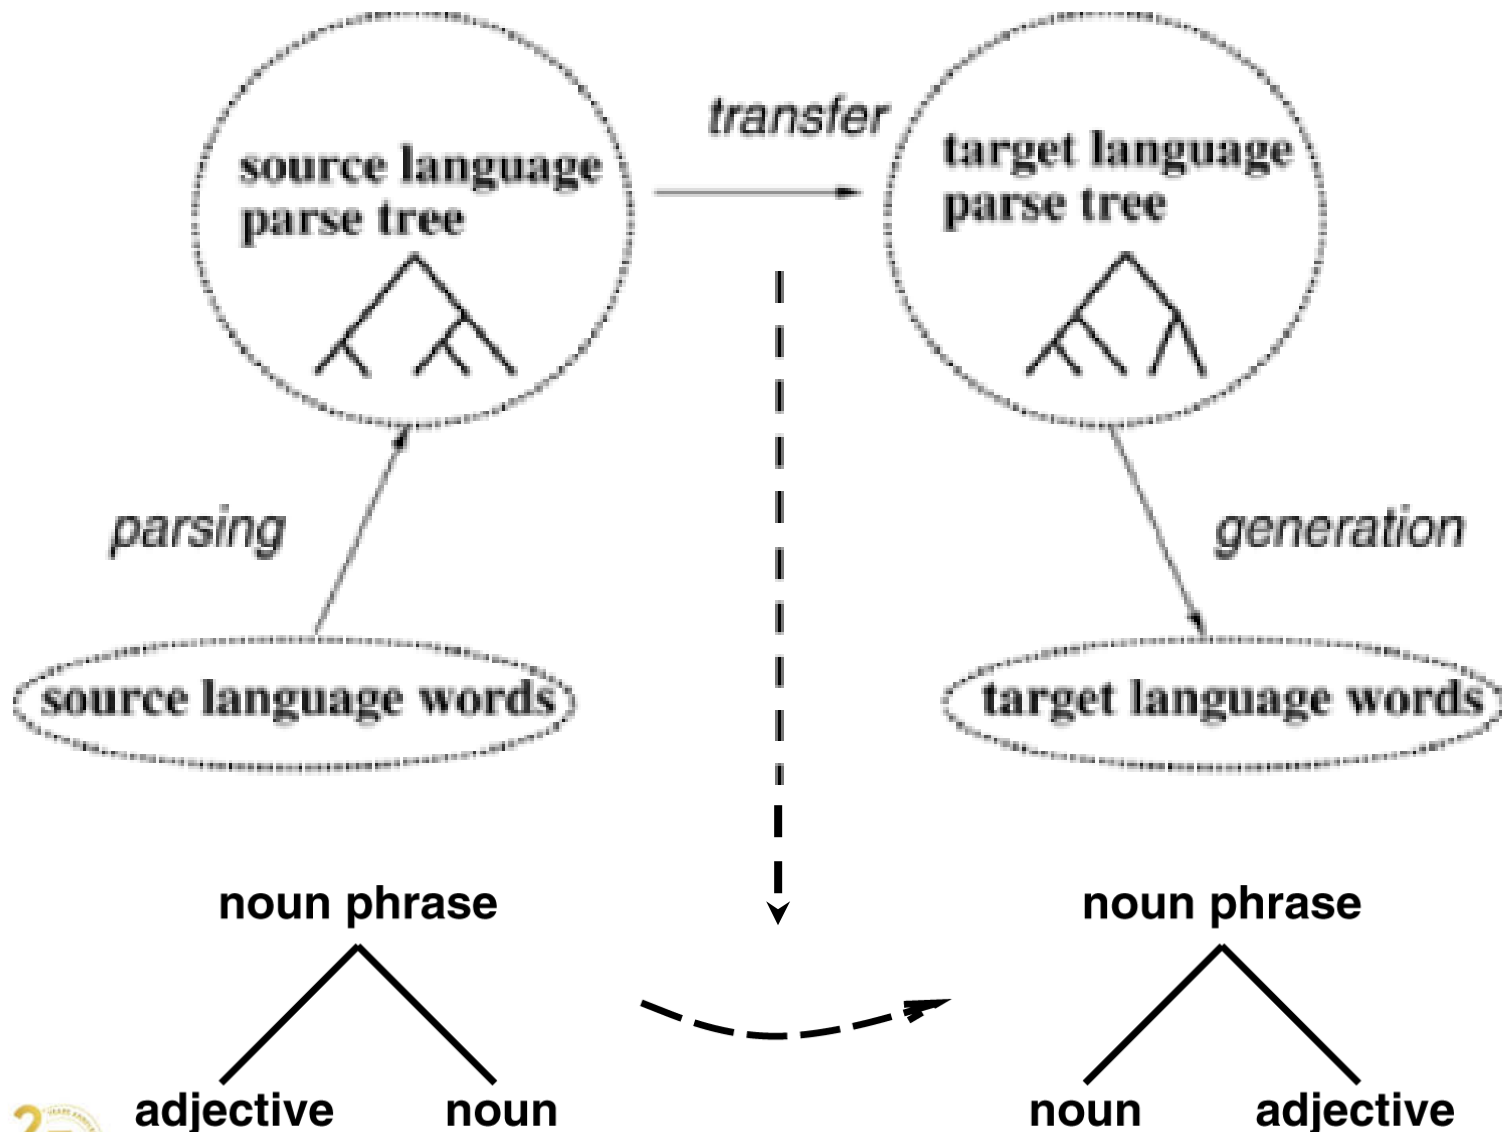 transfer
source language
parse tree
target language
parse tree
parsing
generation
source language words
target language words
noun phrase
noun phrase
adjective
noun
noun
adjective